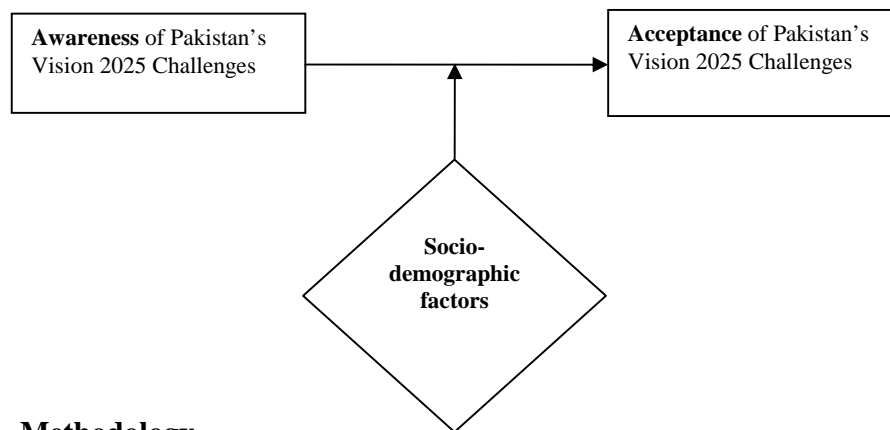 Awareness of Pakistan's
Vision 2025 Challenges
Acceptance of Pakistan's
Vision 2025 Challenges
Socio-
demographic
factors
Methodology